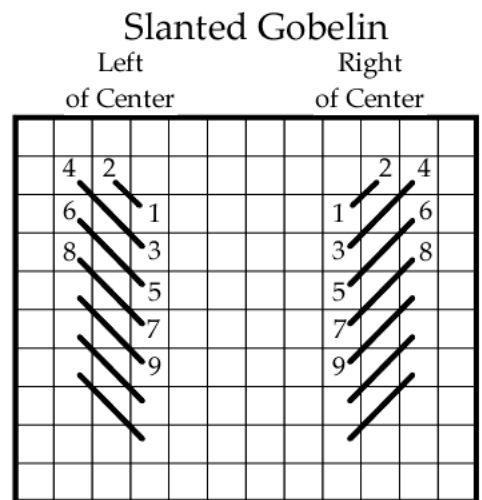 Slanted Gobelin
Left
of Center
Right
of Center
4 2 2 4
6 1 1 6
8 3 3 8
5 5
7 7
9 9